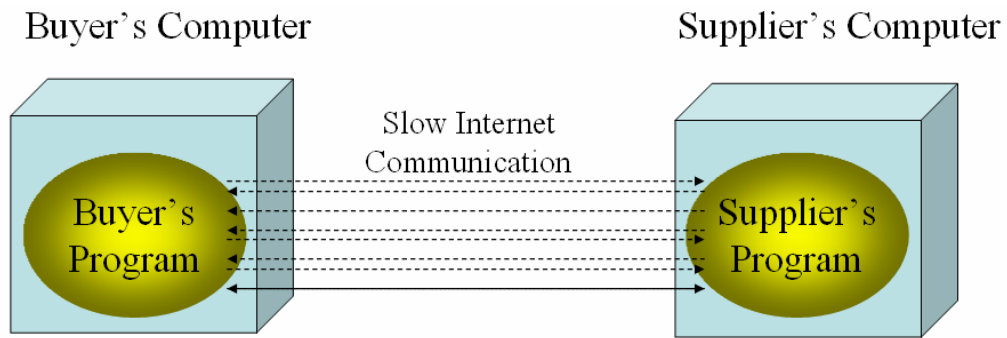 Buyer's Computer
Supplier's Computer
Slow Internet
Communication
Buyer's
Program
Supplier's
Program